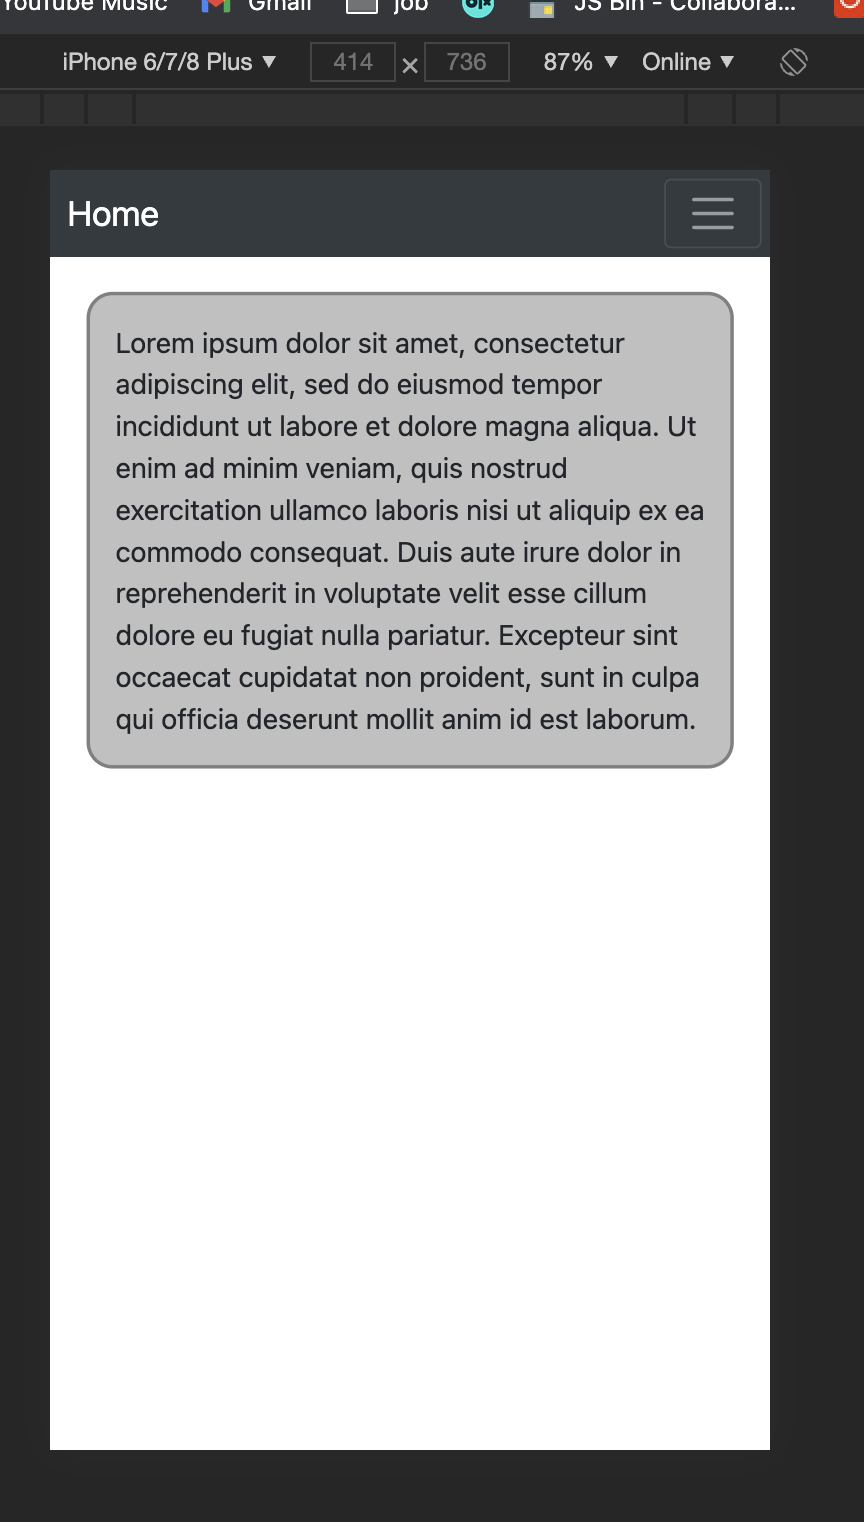 YouTube Music Gmail job olx JS Bin - Collabora...
iPhone 6/7/8 Plus ▼ 414 × 736 87% ▼ Online ▼
Home
Lorem ipsum dolor sit amet, consectetur
adipiscing elit, sed do eiusmod tempor
incididunt ut labore et dolore magna aliqua. Ut
enim ad minim veniam, quis nostrud
exercitation ullamco laboris nisi ut aliquip ex ea
commodo consequat. Duis aute irure dolor in
reprehenderit in voluptate velit esse cillum
dolore eu fugiat nulla pariatur. Excepteur sint
occaecat cupidatat non proident, sunt in culpa
qui officia deserunt mollit anim id est laborum.